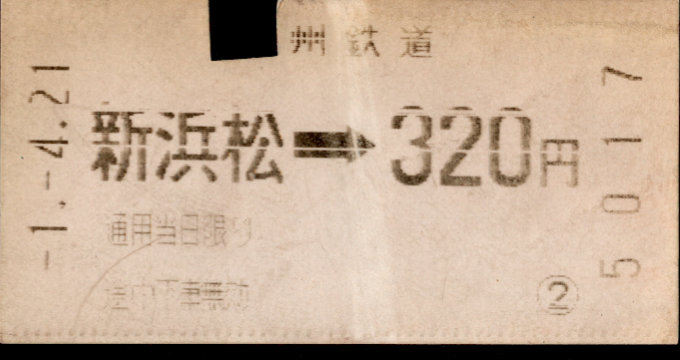 州鉄道
新浜松➡320円
通用当日限り
途中下車無効
②
-1.-4.21
5017